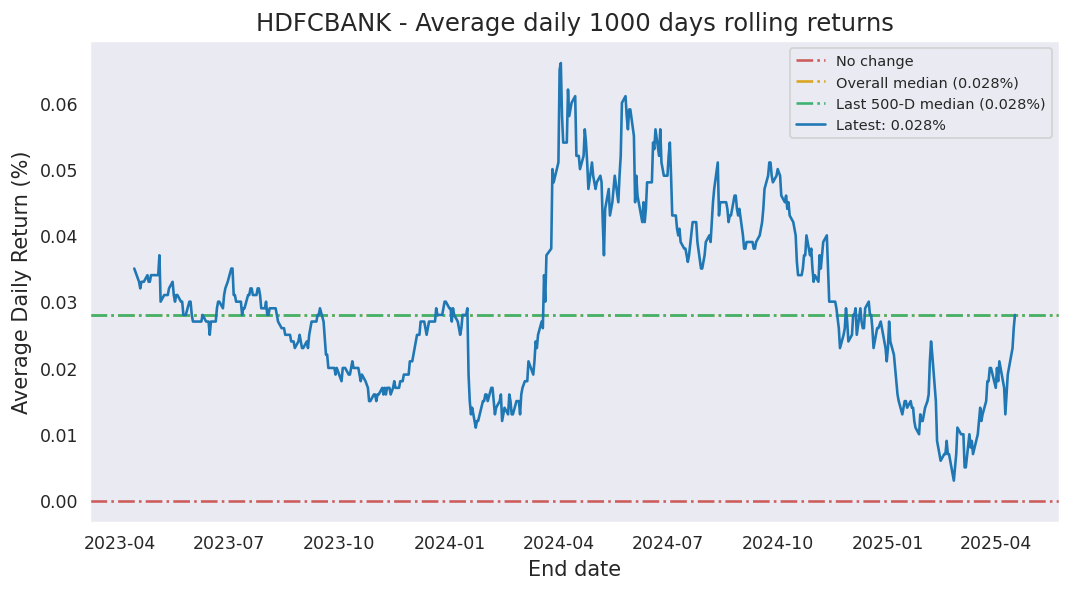 HDFCBANK - Average daily 1000 days rolling returns
No change
Overall median (0.028%)
Last 500-D median (0.028%)
Latest: 0.028%
Average Daily Return (%)
0.06
0.05
0.04
0.03
0.02
0.01
0.00
2023-04 2023-07 2023-10 2024-01 2024-04 2024-07 2024-10 2025-01 2025-04
End date